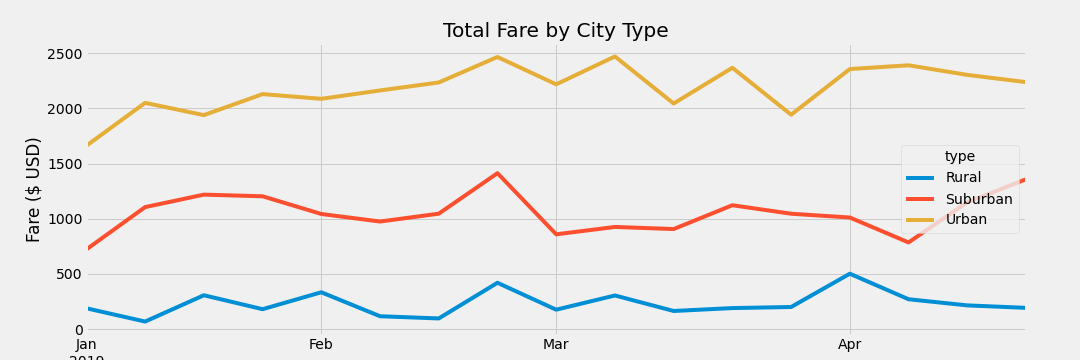 Total Fare by City Type
Fare ($ USD)
2500
2000
1500
1000
500
0
type
Rural
Suburban
Urban
Jan
2019
Feb
Mar
Apr